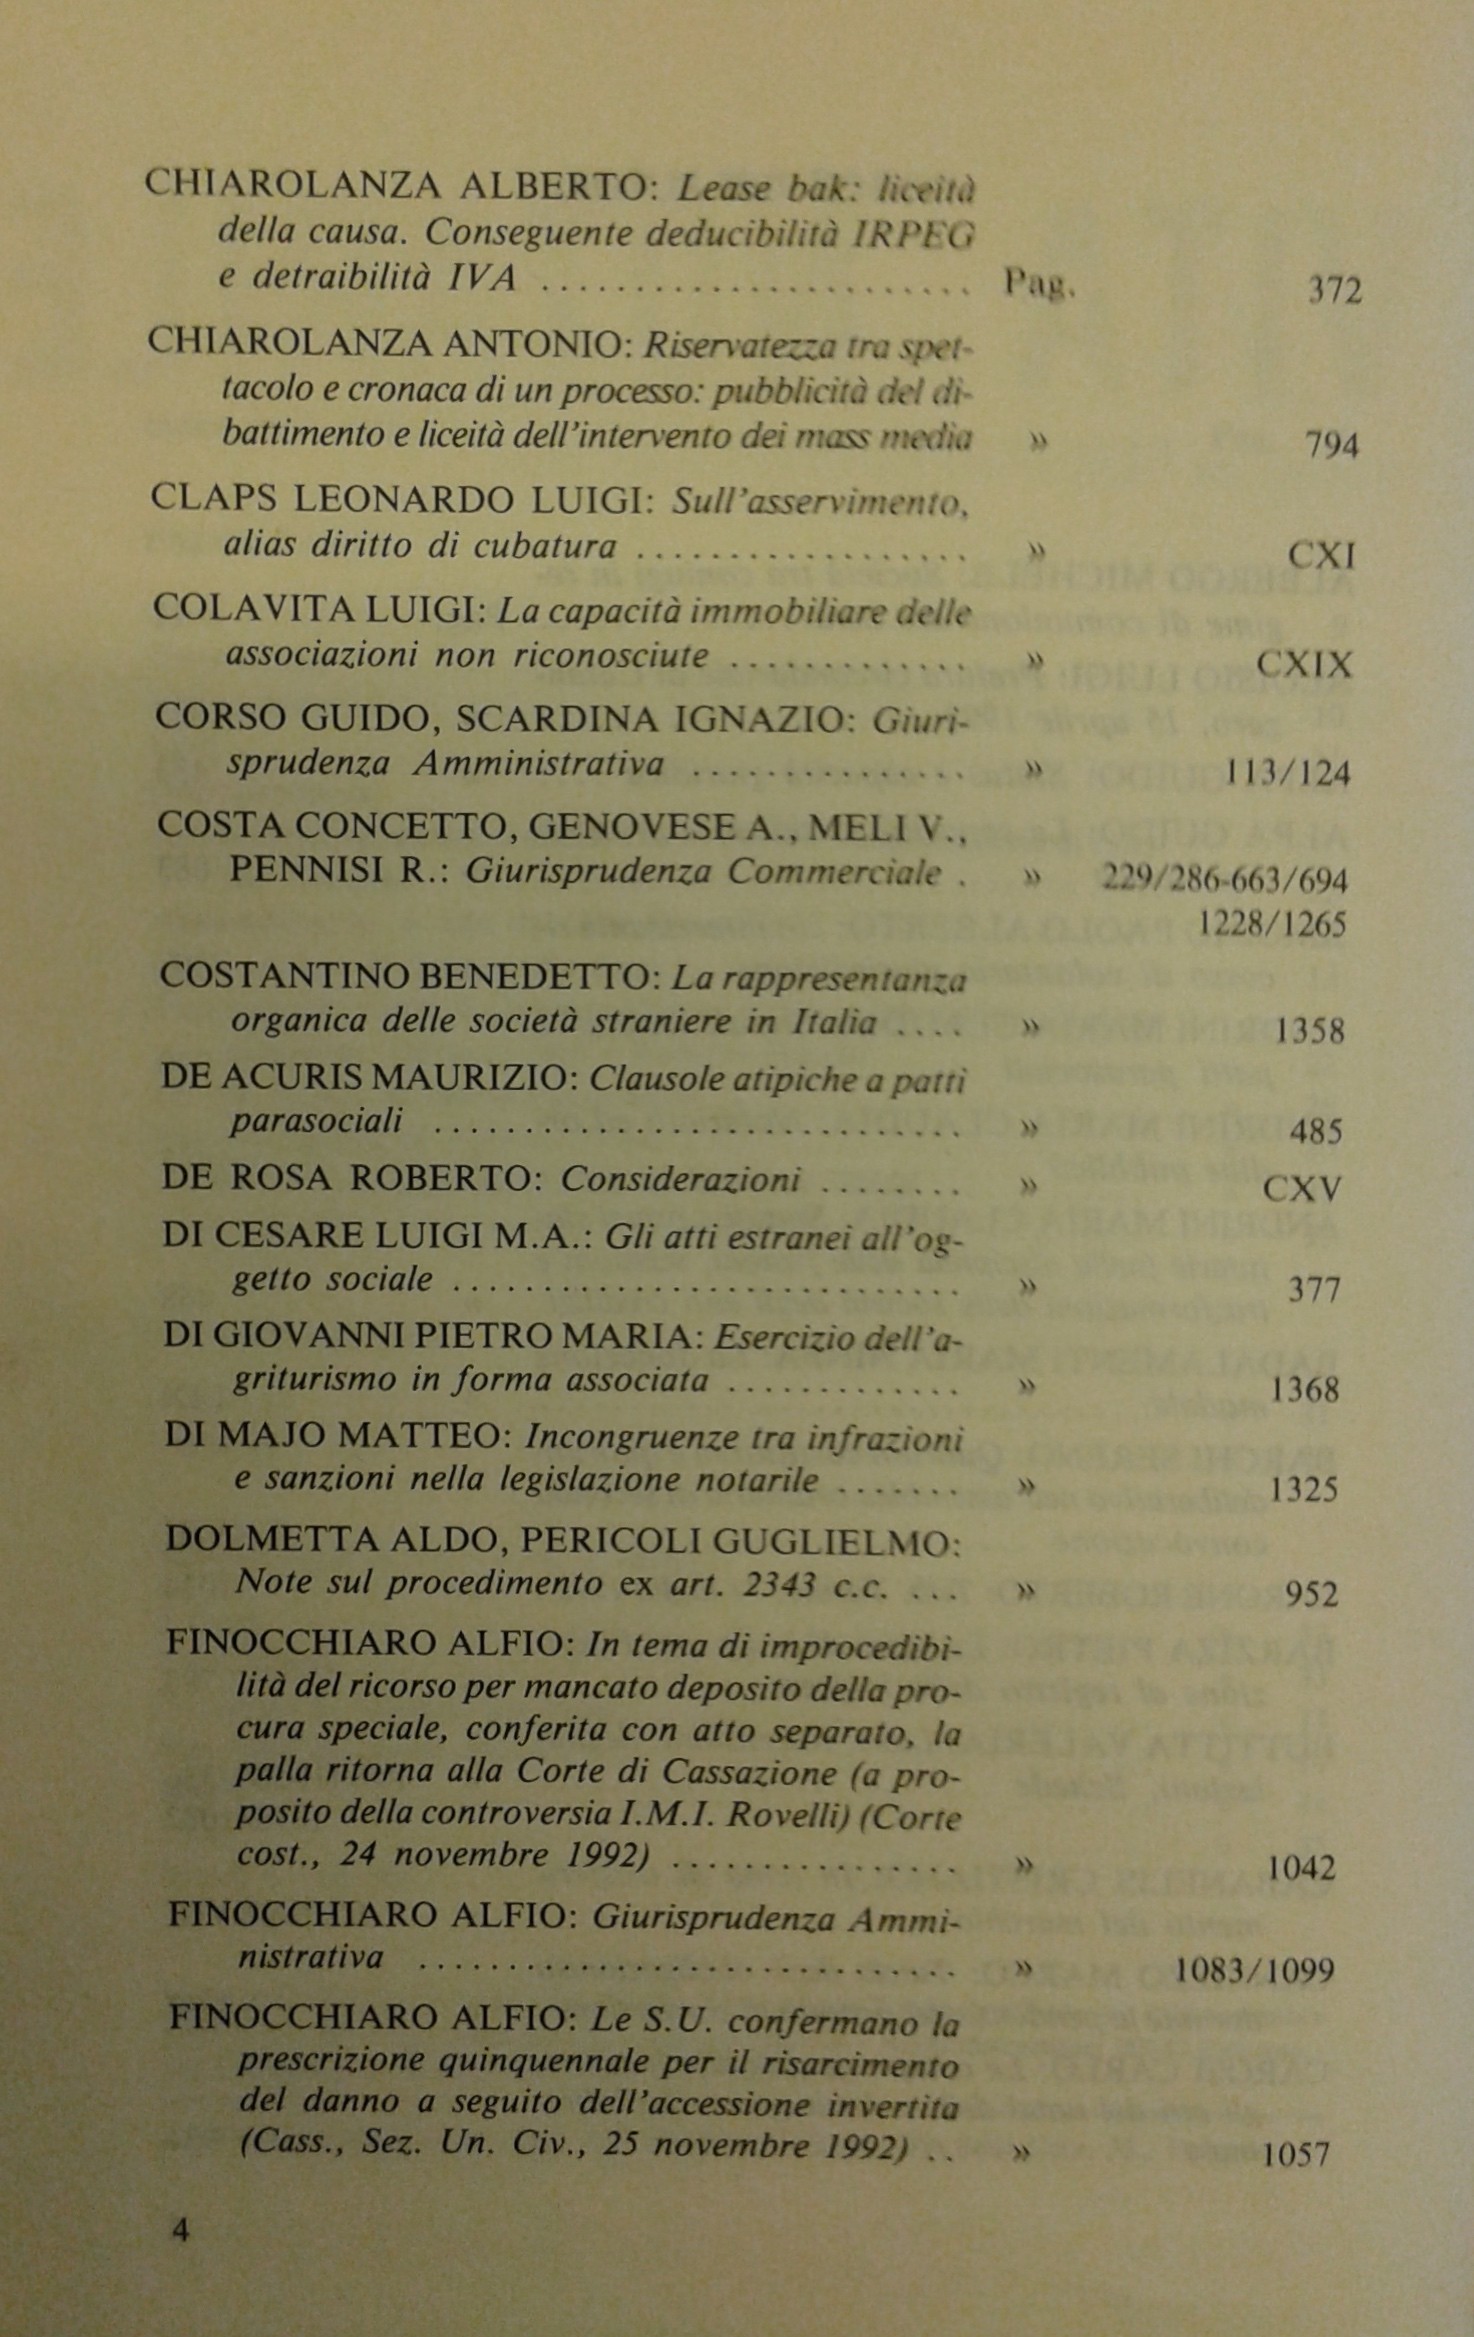 CHIAROLANZA ALBERTO: Lease bak: liceità
della causa. Conseguente deducibilità IRPEG
e detraibilità IVA ........................ Pag. 372
CHIAROLANZA ANTONIO: Riservatezza tra spet-
tacolo e cronaca di un processo: pubblicità del di-
battimento e liceità dell'intervento dei mass media » 794
CLAPS LEONARDO LUIGI: Sull'asservimento,
alias diritto di cubatura .................. » CXI
COLAVITA LUIGI: La capacità immobiliare delle
associazioni non riconosciute ............. » CXIX
CORSO GUIDO, SCARDINA IGNAZIO: Giuri-
sprudenza Amministrativa ............... » 113/124
COSTA CONCETTO, GENOVESE A., MELI V.,
PENNISI R.: Giurisprudenza Commerciale . » 229/286-663/694
1228/1265
COSTANTINO BENEDETTO: La rappresentanza
organica delle società straniere in Italia .... » 1358
DE ACURIS MAURIZIO: Clausole atipiche a patti
parasociali ............................. » 485
DE ROSA ROBERTO: Considerazioni ........ » CXV
DI CESARE LUIGI M.A.: Gli atti estranei all'og-
getto sociale ............................ » 377
DI GIOVANNI PIETRO MARIA: Esercizio dell'a-
griturismo in forma associata ............. » 1368
DI MAJO MATTEO: Incongruenze tra infrazioni
e sanzioni nella legislazione notarile ....... » 1325
DOLMETTA ALDO, PERICOLI GUGLIELMO:
Note sul procedimento ex art. 2343 c.c. ... » 952
FINOCCHIARO ALFIO: In tema di improcedibi-
lità del ricorso per mancato deposito della pro-
cura speciale, conferita con atto separato, la
palla ritorna alla Corte di Cassazione (a pro-
posito della controversia I.M.I. Rovelli) (Corte
cost., 24 novembre 1992) ................ » 1042
FINOCCHIARO ALFIO: Giurisprudenza Ammi-
nistrativa .............................. » 1083/1099
FINOCCHIARO ALFIO: Le S.U. confermano la
prescrizione quinquennale per il risarcimento
del danno a seguito dell'accessione invertita
(Cass., Sez. Un. Civ., 25 novembre 1992) .. » 1057
4